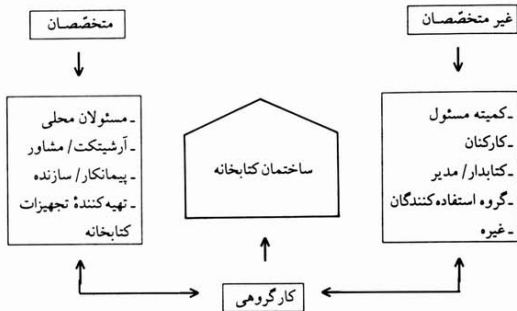 غیر متخصّصان
ـ کمیته مسئول
ـ کارکنان
ـ کتابدار/ مدیر
ـ گروه استفاده‌کنندگان
ـ غیره
متخصّصان
ـ مسئولان محلی
ـ آرشیتکت/ مشاور
ـ پیمانکار/ سازنده
ـ تهیه‌کنندهٔ تجهیزات
کتابخانه
ساختمان کتابخانه
کارگروهی